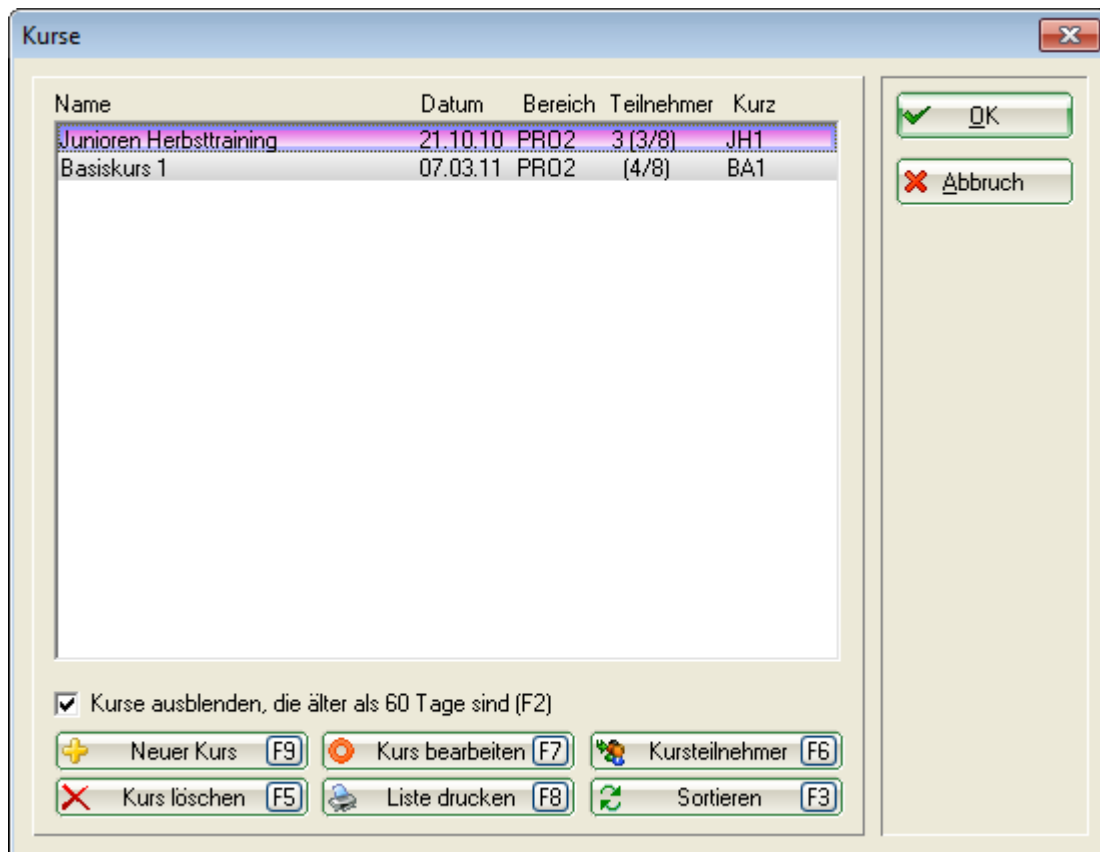 Kurse
Name Datum Bereich Teilnehmer Kurz
Junioren Herbsttraining 21.10.10 PRO2 3 (3/8) JH1
Basiskurs 1 07.03.11 PRO2 (4/8) BA1
OK
Abbruch
Kurse ausblenden, die älter als 60 Tage sind (F2)
Neuer Kurs F9 Kurs bearbeiten F7 Kursteilnehmer F6
Kurs löschen F5 Liste drucken F8 Sortieren F3